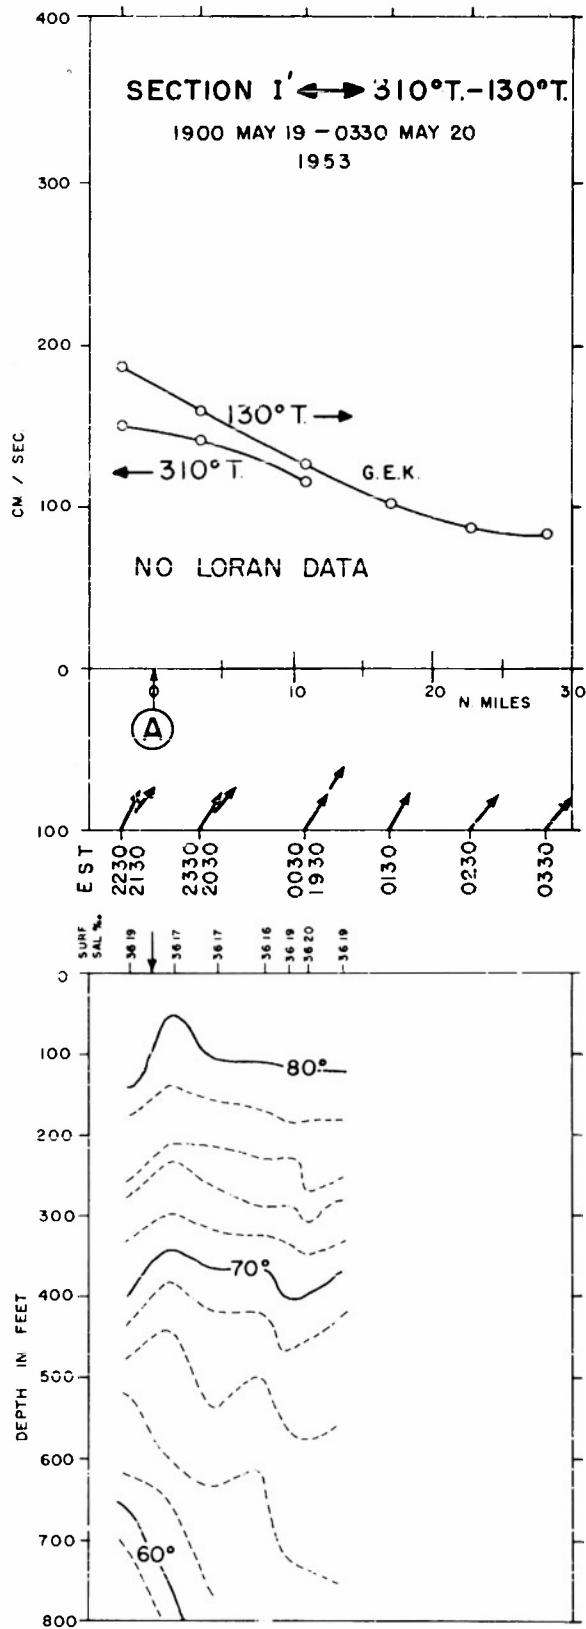 400
SECTION I' ↔ 310°T.-130°T.
1900 MAY 19 - 0330 MAY 20
1953
300
200
130°T. →
← 310°T.
G.E.K.
CM / SEC.
100
NO LORAN DATA
0
10
20
30
N. MILES
A
100
EST
2230
2130
2330
2030
0030
1930
0130
0230
0330
SURF
SAL ‰
36.19
36.17
36.17
36.16
36.19
36.20
36.19
0
100
80°
200
300
70°
400
DEPTH IN FEET
500
600
700
60°
800